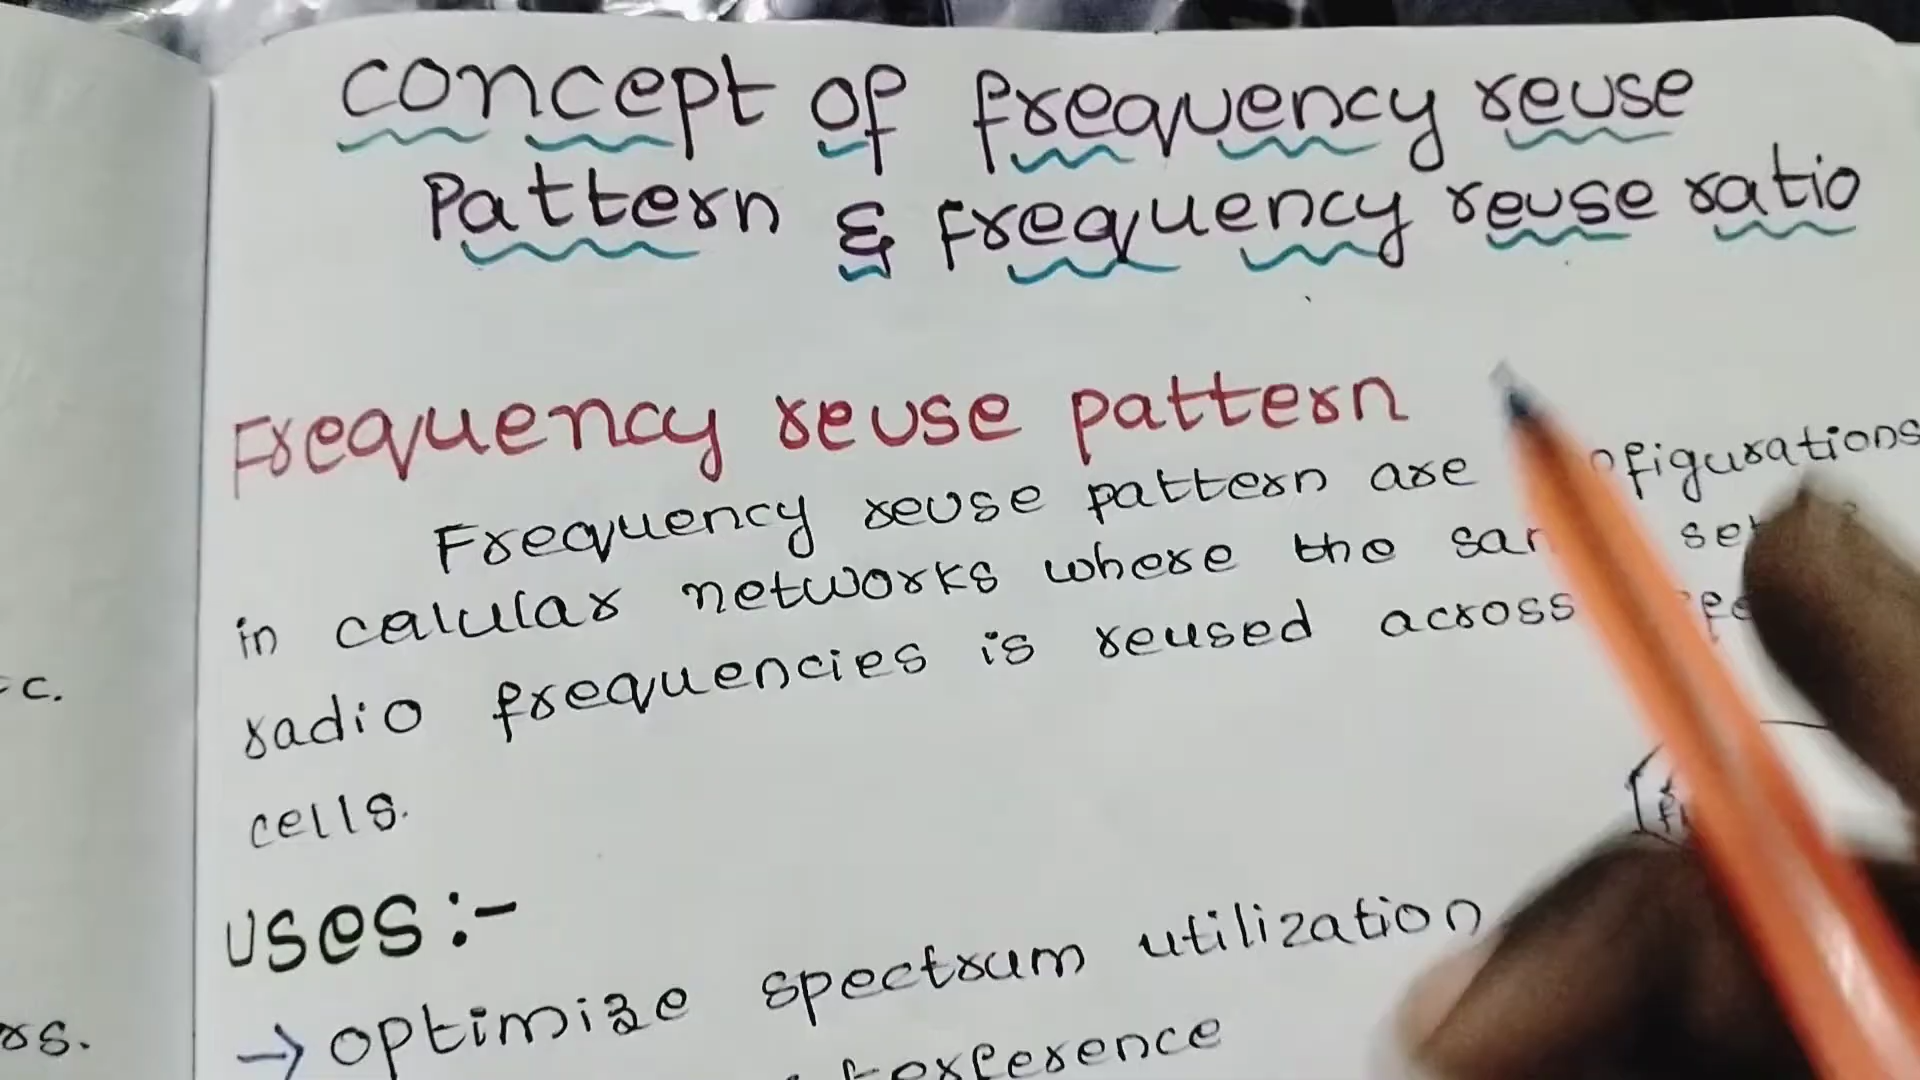 concept of frequency reuse
Pattern & Frequency reuse ratio
Frequency reuse pattern
Frequency reuse pattern are
in celular networks where the
radio frequencies is reused across
cells.
uses:-
→ optimize spectrum utilization
c.